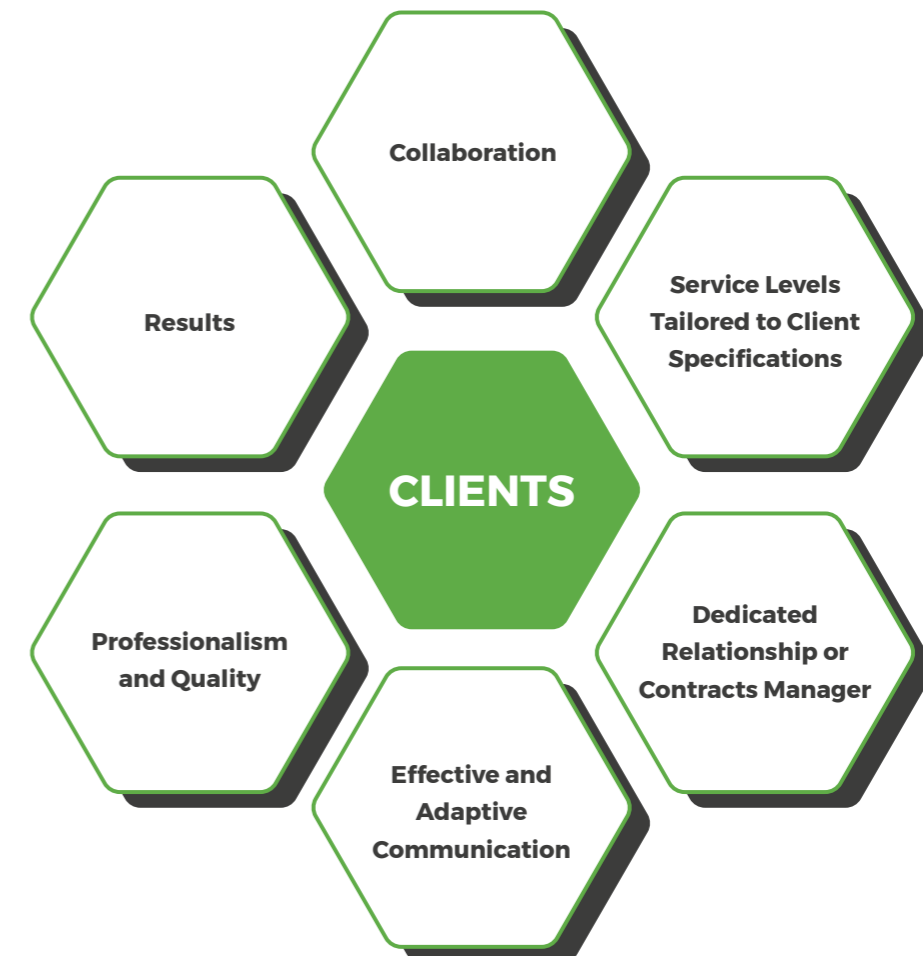 Collaboration
Service Levels
Tailored to Client
Specifications
Results
CLIENTS
Dedicated
Relationship or
Contracts Manager
Professionalism
and Quality
Effective and
Adaptive
Communication